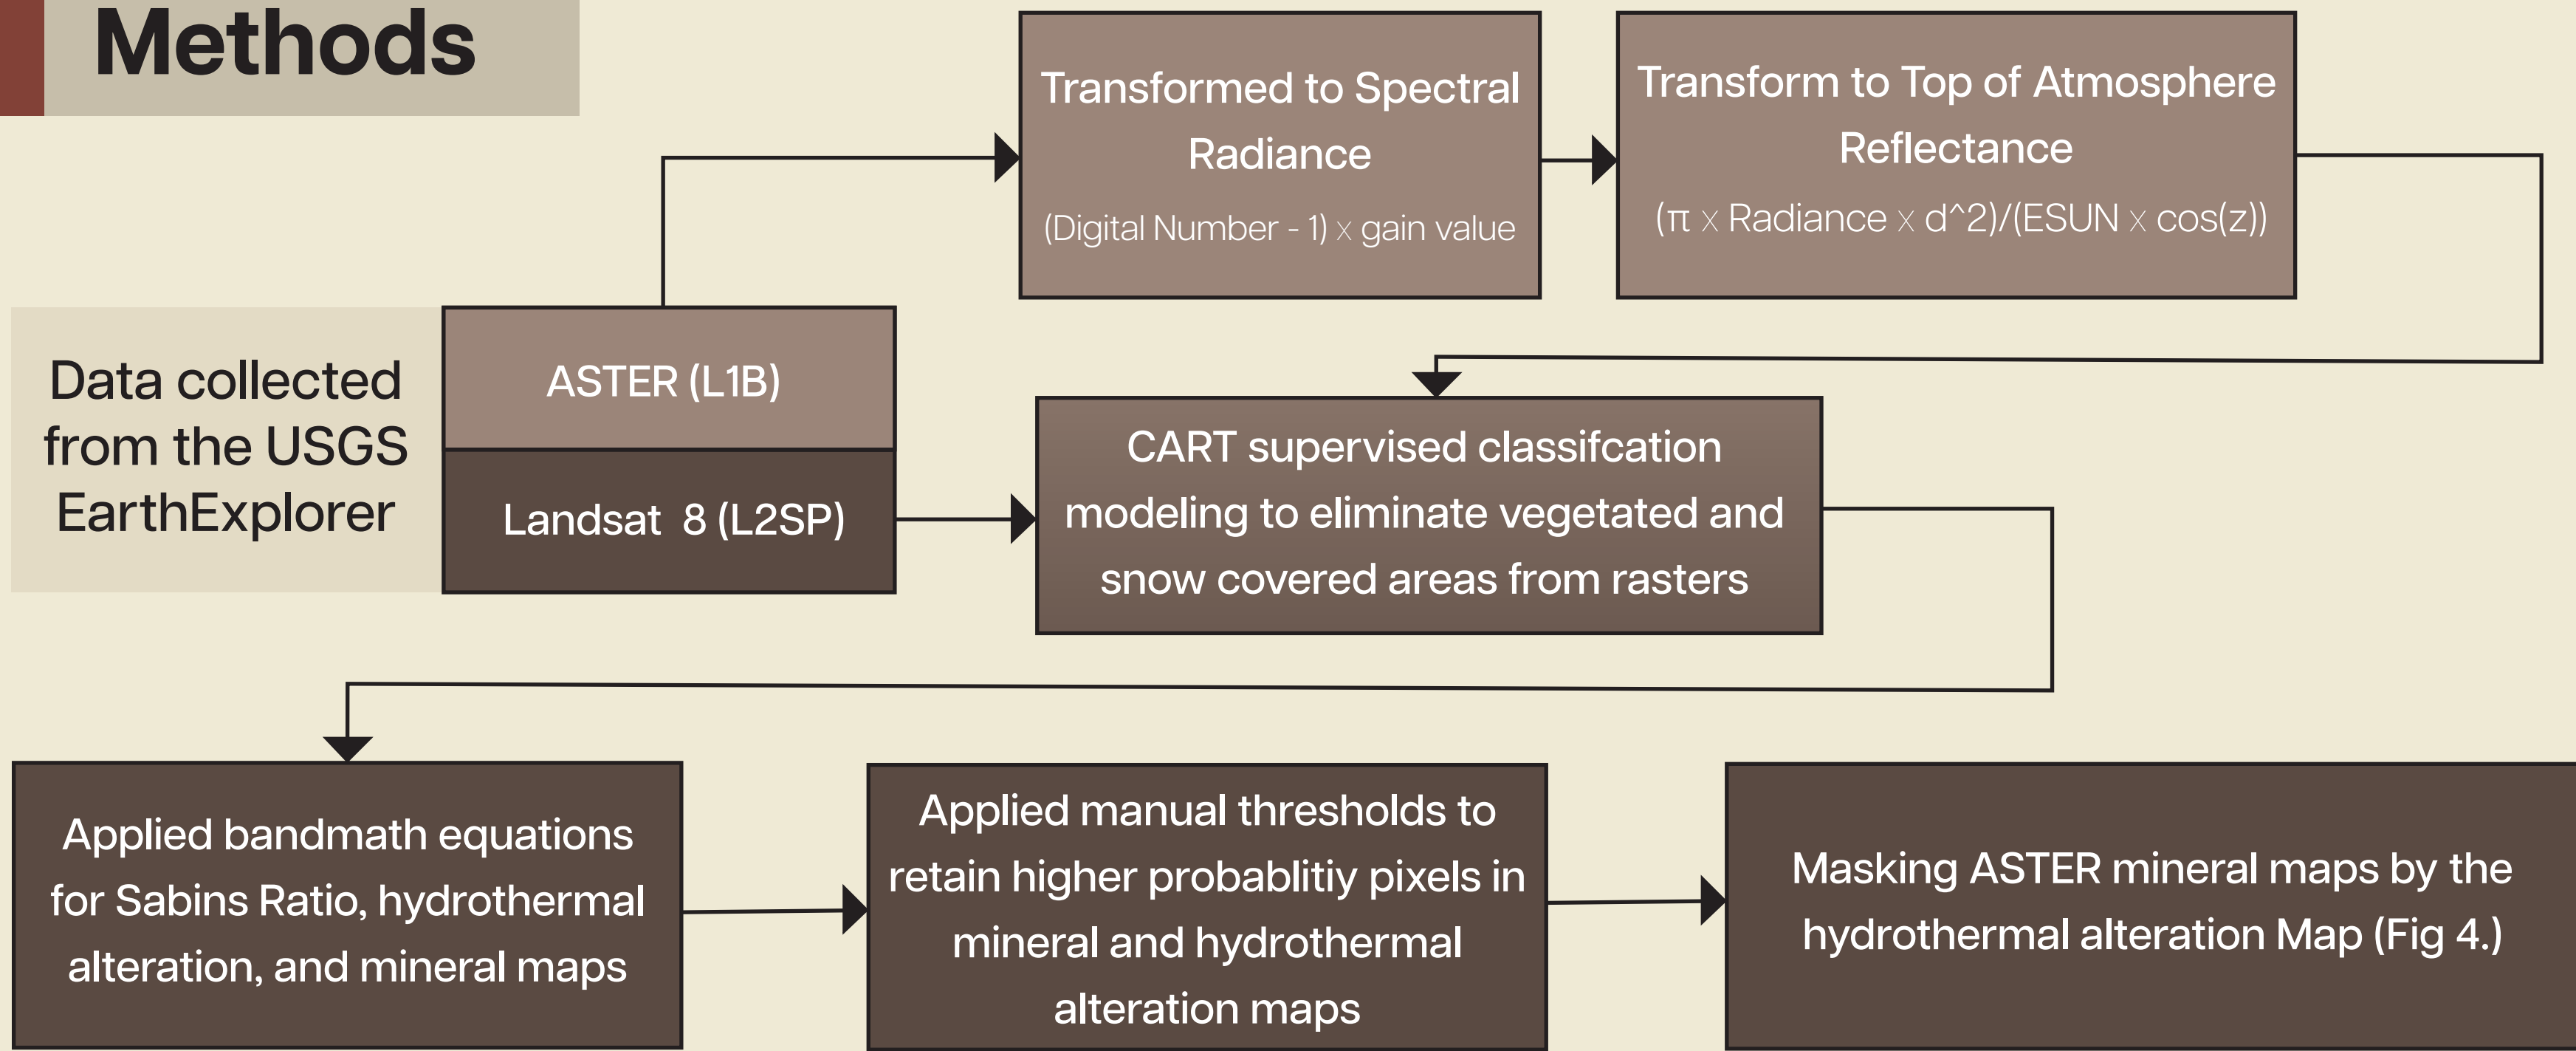 Methods
Transformed to Spectral
Radiance
(Digital Number - 1) x gain value
Transform to Top of Atmosphere
Reflectance
(π x Radiance x d^2)/(ESUN x cos(z))
Data collected
from the USGS
EarthExplorer
ASTER (L1B)
Landsat 8 (L2SP)
CART supervised classifcation
modeling to eliminate vegetated and
snow covered areas from rasters
Applied bandmath equations
for Sabins Ratio, hydrothermal
alteration, and mineral maps
Applied manual thresholds to
retain higher probablitiy pixels in
mineral and hydrothermal
alteration maps
Masking ASTER mineral maps by the
hydrothermal alteration Map (Fig 4.)